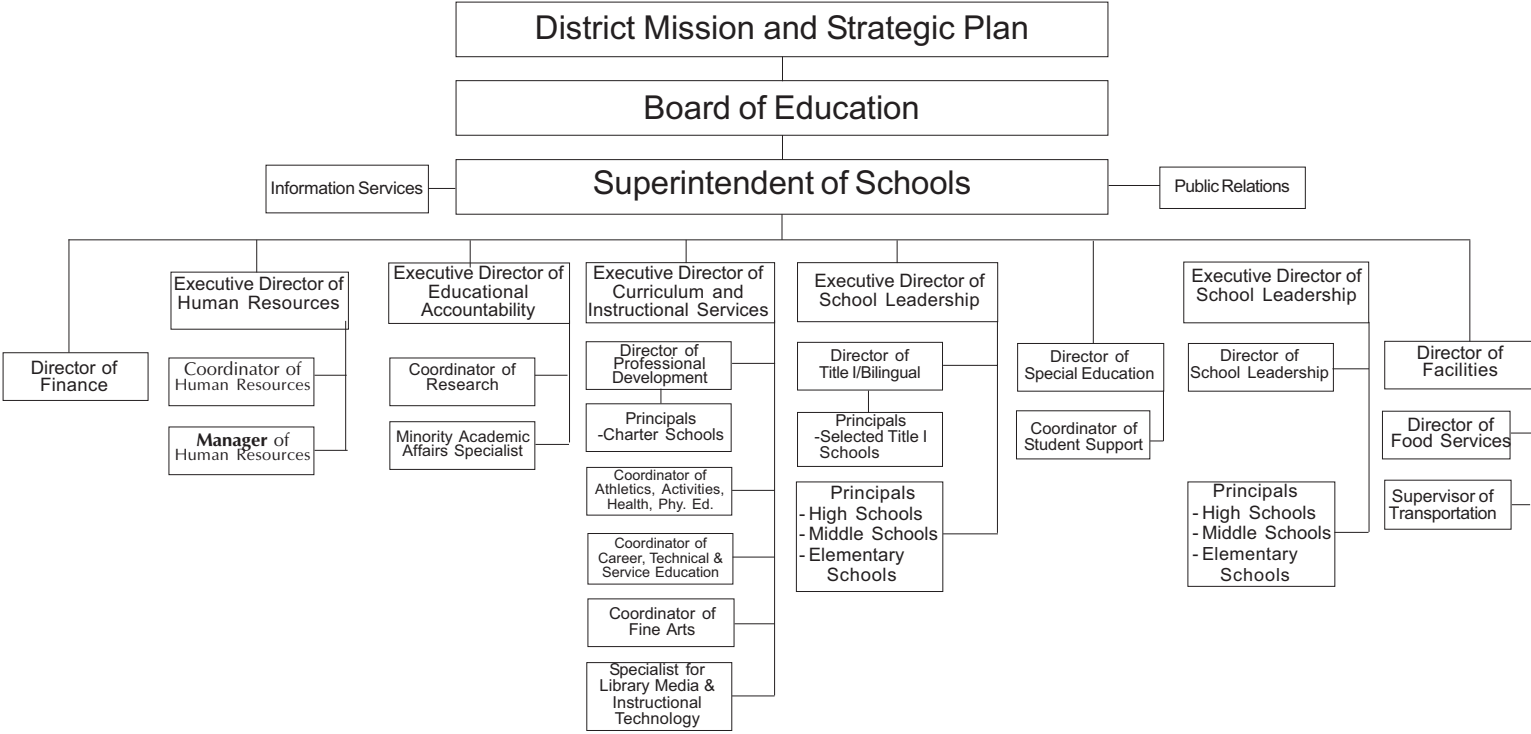 District Mission and Strategic Plan
Board of Education
Information Services
Superintendent of Schools
Public Relations
Director of
Finance
Executive Director of
Human Resources
Coordinator of
Human Resources
Manager of
Human Resources
Executive Director of
Educational
Accountability
Coordinator of
Research
Minority Academic
Affairs Specialist
Executive Director of
Curriculum and
Instructional Services
Director of
Professional
Development
Principals
-Charter Schools
Coordinator of
Athletics, Activities,
Health, Phy. Ed.
Coordinator of
Career, Technical &
Service Education
Coordinator of
Fine Arts
Specialist for
Library Media &
Instructional
Technology
Executive Director of
School Leadership
Director of
Title I/Bilingual
Principals
-Selected Title I
Schools
Principals
- High Schools
- Middle Schools
- Elementary
Schools
Director of
Special Education
Coordinator of
Student Support
Executive Director of
School Leadership
Director of
School Leadership
Principals
- High Schools
- Middle Schools
- Elementary
Schools
Director of
Facilities
Director of
Food Services
Supervisor of
Transportation